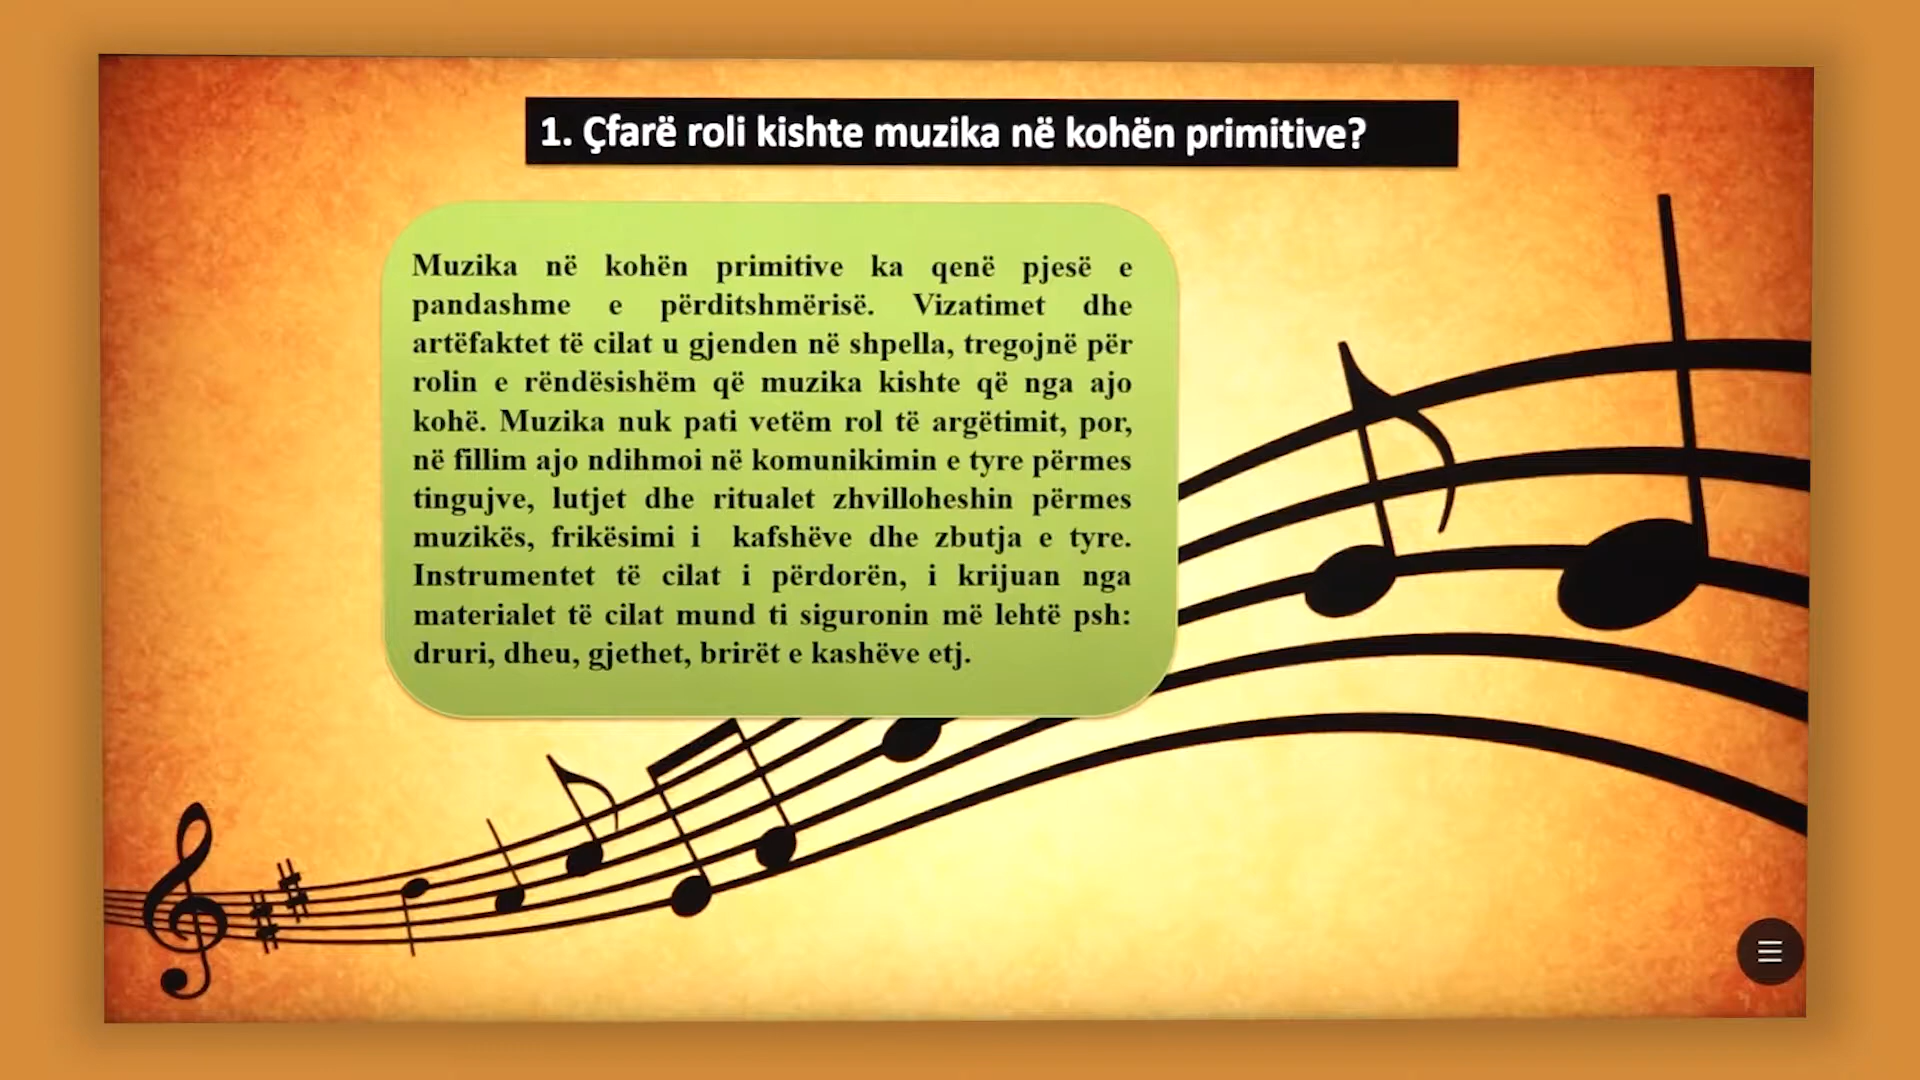 1. Çfarë roli kishte muzika në kohën primitive?
Muzika në kohën primitive ka qenë pjesë e
pandashme e përditshmërisë. Vizatimet dhe
artëfaktet të cilat u gjenden në shpella, tregojnë për
rolin e rëndësishëm që muzika kishte që nga ajo
kohë. Muzika nuk pati vetëm rol të argëtimit, por,
në fillim ajo ndihmoi në komunikimin e tyre përmes
tingujve, lutjet dhe ritualet zhvilloheshin përmes
muzikës, frikësimi i kafshëve dhe zbutja e tyre.
Instrumentet të cilat i përdorën, i krijuan nga
materialet të cilat mund ti siguronin më lehtë psh:
druri, dheu, gjethet, brirët e kashëve etj.